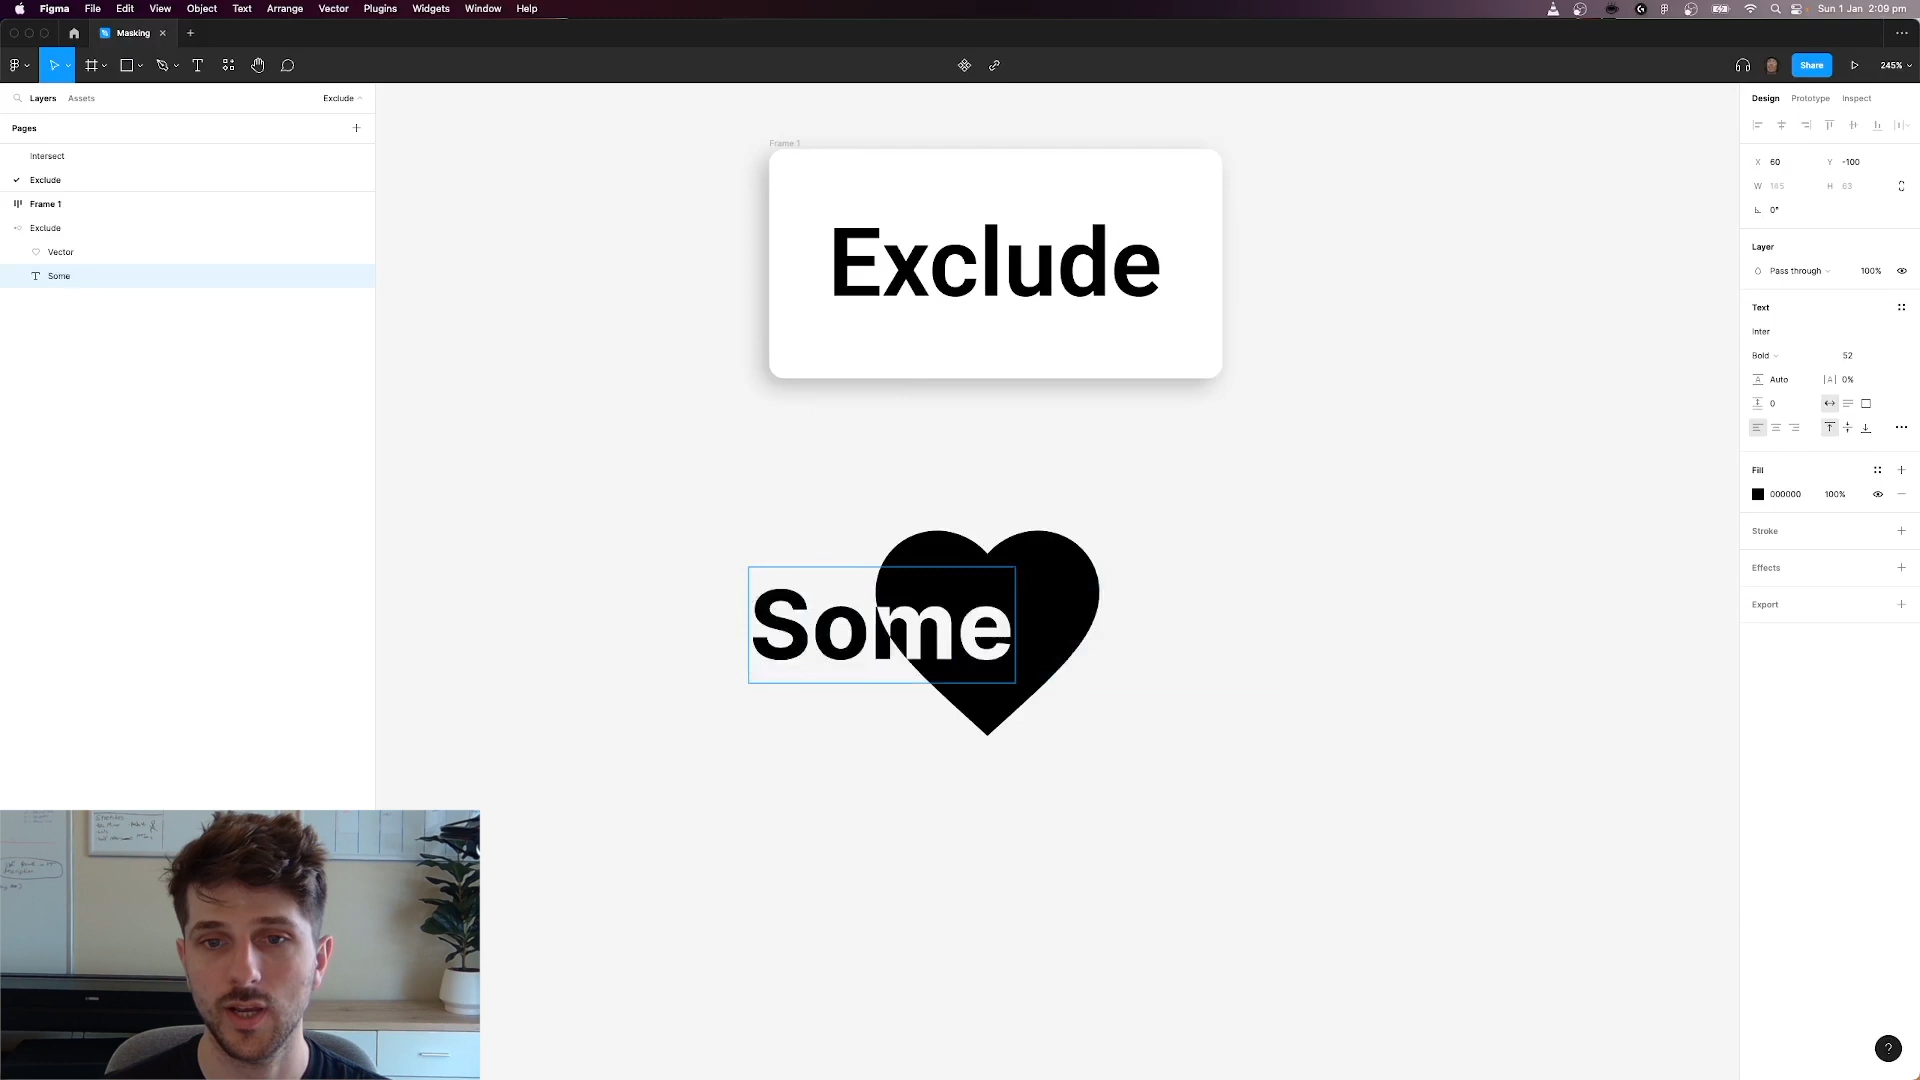 Figma File Edit View Object Text Arrange Vector Plugins Widgets Window Help Sun 1 Jan 2:09 pm
Masking
Share 245%
Layers Assets Exclude
Pages
Intersect
Exclude
Frame 1
Exclude
Vector
Some
Frame 1
Exclude
Some
Design Prototype Inspect
X 60 Y -100
W 185 H 63
0°
Layer
Pass through 100%
Text
Inter
Bold 52
Auto 0%
0
Fill
000000 100%
Stroke
Effects
Export
?